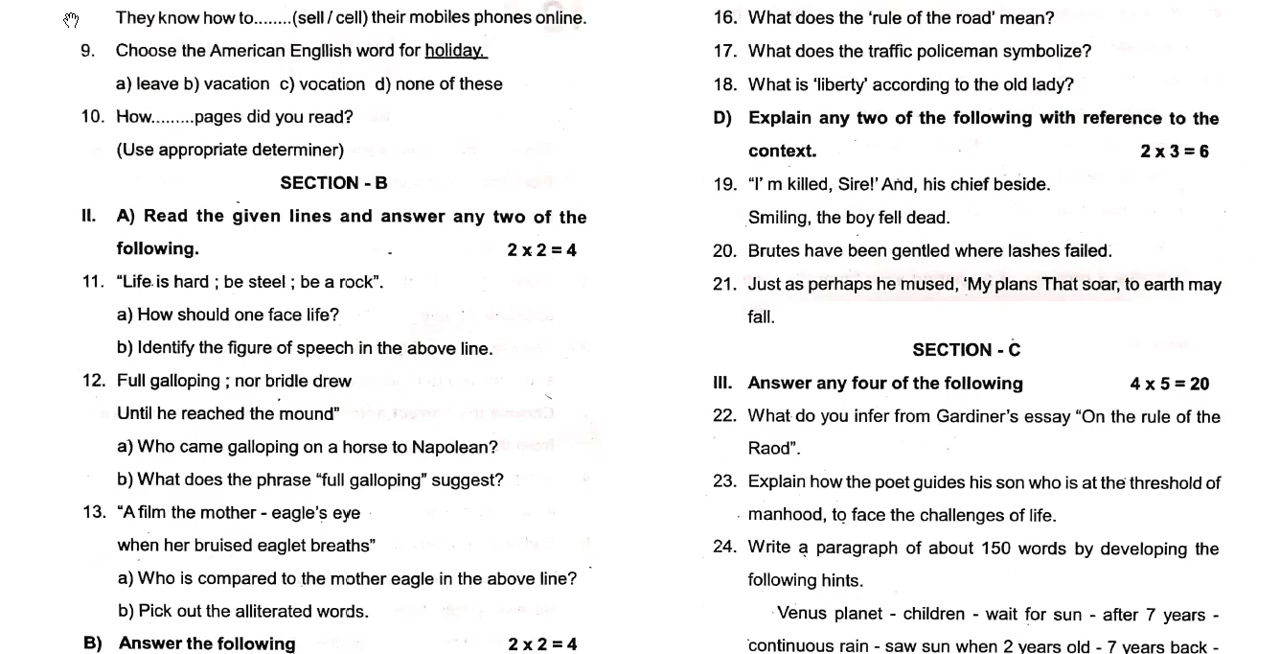 They know how to........(sell / cell) their mobiles phones online.
9. Choose the American Engllish word for holiday.
a) leave b) vacation c) vocation d) none of these
10. How.........pages did you read?
(Use appropriate determiner)
SECTION - B
II. A) Read the given lines and answer any two of the
following. 2 x 2 = 4
11. “Life is hard ; be steel ; be a rock”.
a) How should one face life?
b) Identify the figure of speech in the above line.
12. Full galloping ; nor bridle drew
Until he reached the mound”
a) Who came galloping on a horse to Napolean?
b) What does the phrase “full galloping” suggest?
13. “A film the mother - eagle’s eye
when her bruised eaglet breaths”
a) Who is compared to the mother eagle in the above line?
b) Pick out the alliterated words.
B) Answer the following 2 x 2 = 4
16. What does the ‘rule of the road’ mean?
17. What does the traffic policeman symbolize?
18. What is ‘liberty’ according to the old lady?
D) Explain any two of the following with reference to the
context. 2 x 3 = 6
19. “I’ m killed, Sire!’ And, his chief beside.
Smiling, the boy fell dead.
20. Brutes have been gentled where lashes failed.
21. Just as perhaps he mused, ‘My plans That soar, to earth may
fall.
SECTION - C
III. Answer any four of the following 4 x 5 = 20
22. What do you infer from Gardiner’s essay “On the rule of the
Raod”.
23. Explain how the poet guides his son who is at the threshold of
manhood, to face the challenges of life.
24. Write a paragraph of about 150 words by developing the
following hints.
Venus planet - children - wait for sun - after 7 years -
continuous rain - saw sun when 2 years old - 7 years back -